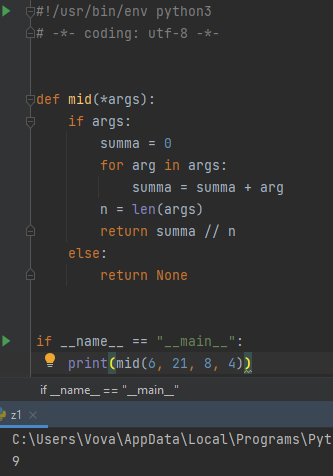 #!/usr/bin/env python3
# -*- coding: utf-8 -*-
def mid(*args):
    if args:
        summa = 0
        for arg in args:
            summa = summa + arg
        n = len(args)
        return summa // n
    else:
        return None
if __name__ == "__main__":
    print(mid(6, 21, 8, 4))
if __name__ == "__main__"
z1
C:\Users\Vova\AppData\Local\Programs\Pyt
9